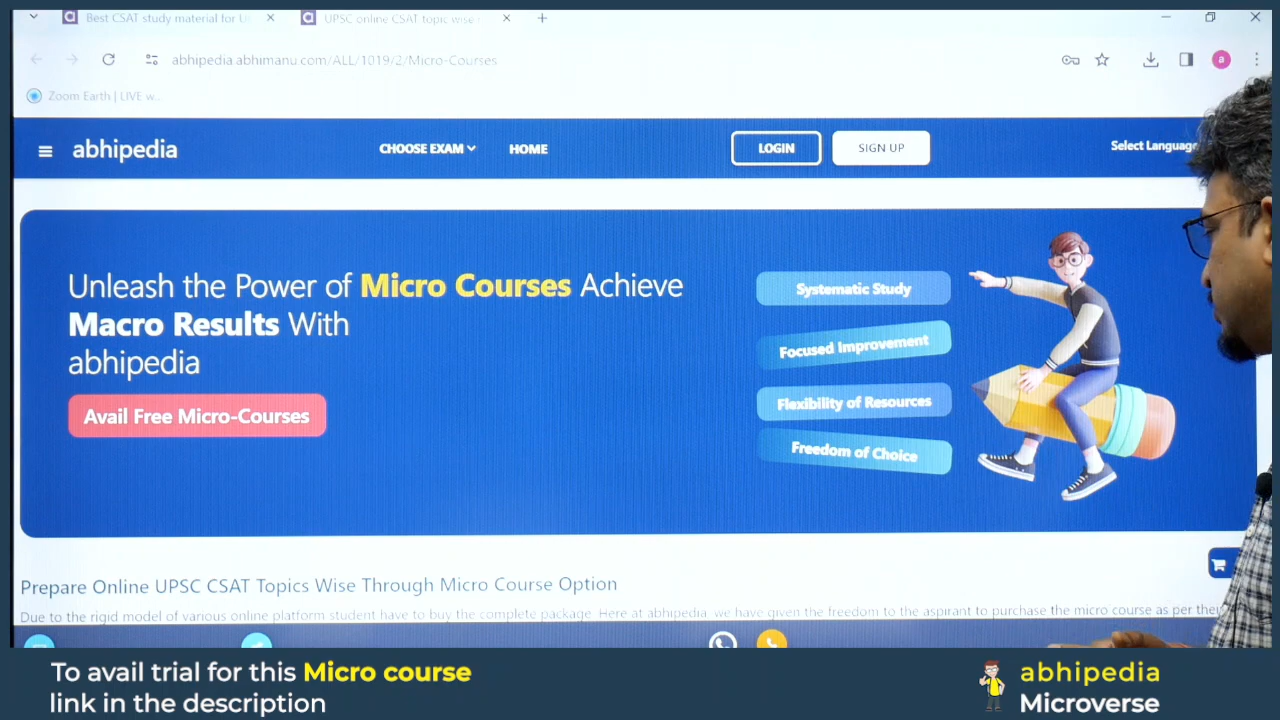 Best CSAT study material for U
UPSC online CSAT topic wise
abhipedia.abhimanu.com/ALL/1019/2/Micro-Courses
a
Zoom Earth | LIVE w...
abhipedia
CHOOSE EXAM
HOME
LOGIN
SIGN UP
Select Language
Unleash the Power of Micro Courses Achieve
Macro Results With
abhipedia
Avail Free Micro-Courses
Systematic Study
Focused Improvement
Flexibility of Resources
Freedom of Choice
Prepare Online UPSC CSAT Topics Wise Through Micro Course Option
Due to the rigid model of various online platform student have to buy the complete package. Here at abhipedia, we have given the freedom to the aspirant to purchase the micro course as per their
To avail trial for this Micro course
link in the description
abhipedia
Microverse